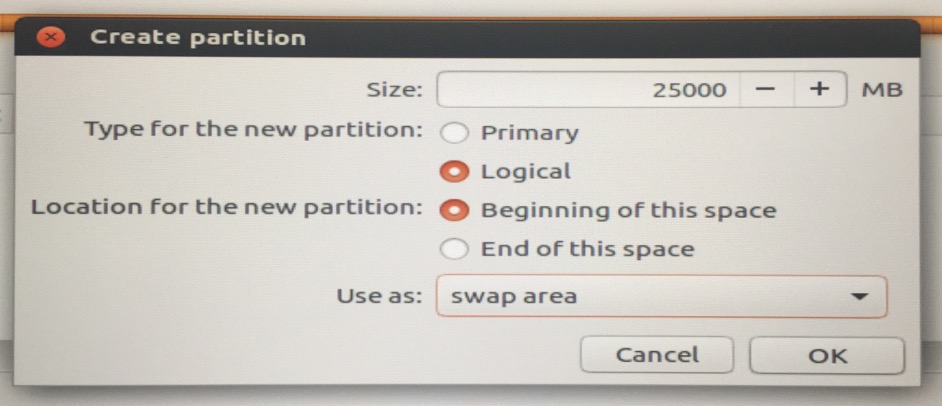 Create partition
Size: 25000 − + MB
Type for the new partition: Primary
Logical
Location for the new partition: Beginning of this space
End of this space
Use as: swap area
Cancel OK